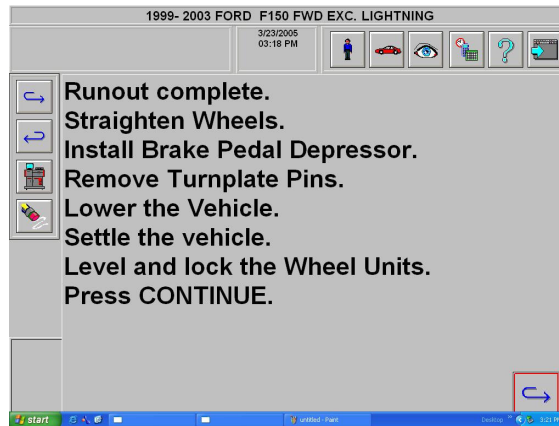 1999- 2003 FORD F150 FWD EXC. LIGHTNING
3/23/2005
03:18 PM
Runout complete.
Straighten Wheels.
Install Brake Pedal Depressor.
Remove Turnplate Pins.
Lower the Vehicle.
Settle the vehicle.
Level and lock the Wheel Units.
Press CONTINUE.
start
untitled - Paint
Desktop
3:21 P